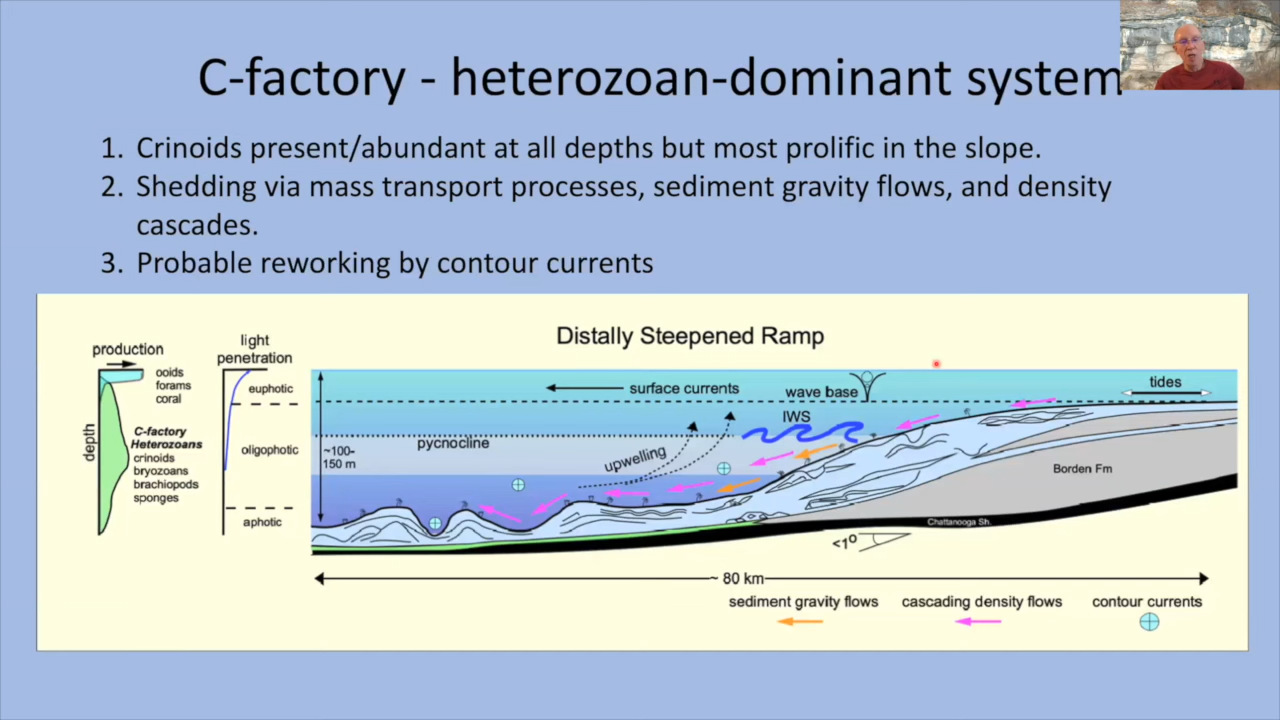 C-factory - heterozoan-dominant system
1. Crinoids present/abundant at all depths but most prolific in the slope.
2. Shedding via mass transport processes, sediment gravity flows, and density
cascades.
3. Probable reworking by contour currents
Distally Steepened Ramp
production
ooids
forams
coral
depth
C-factory
Heterozoans
crinoids
bryozoans
brachiopods
sponges
light
penetration
euphotic
oligophotic
aphotic
~100-
150 m
surface currents
wave base
tides
IWS
pycnocline
upwelling
Borden Fm
Chattanooga Sh.
<1º
~ 80 km
sediment gravity flows
cascading density flows
contour currents